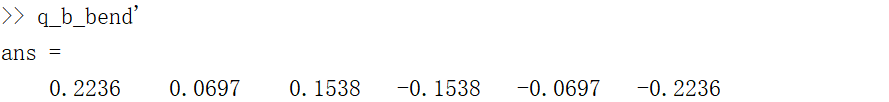 >> q_b_bend'
ans =
0.2236 0.0697 0.1538 -0.1538 -0.0697 -0.2236